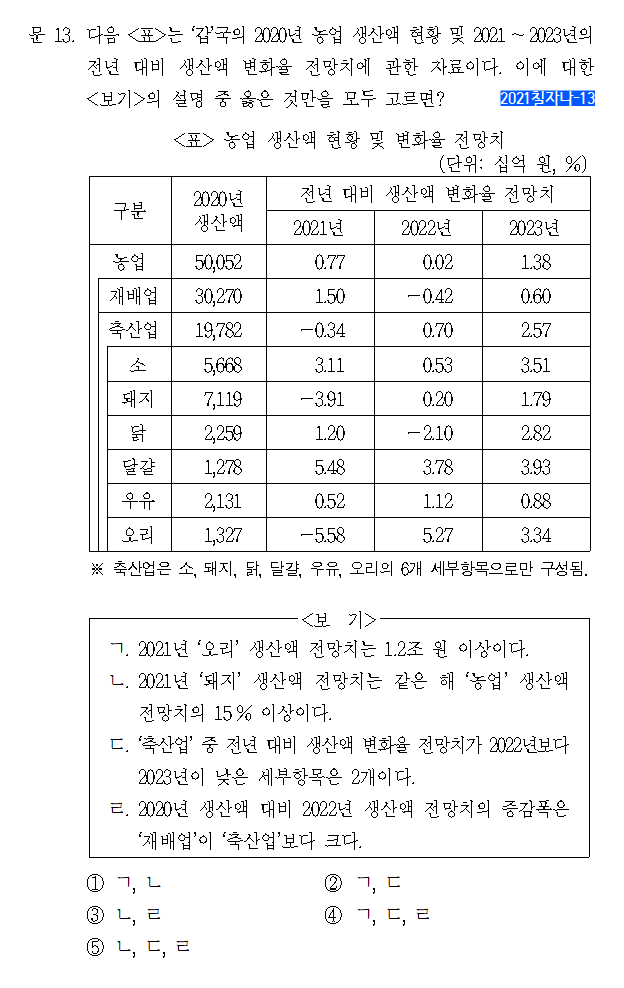 문 13. 다음 <표>는 ‘갑’국의 2020년 농업 생산액 현황 및 2021 ~ 2023년의
전년 대비 생산액 변화율 전망치에 관한 자료이다. 이에 대한
<보기>의 설명 중 옳은 것만을 모두 고르면?
2021칠자나-13
<표> 농업 생산액 현황 및 변화율 전망치
(단위: 십억 원, %)
구분 2020년 생산액 전년 대비 생산액 변화율 전망치
2021년 2022년 2023년
농업 50,052 0.77 0.02 1.38
재배업 30,270 1.50 −0.42 0.60
축산업 19,782 −0.34 0.70 2.57
소 5,668 3.11 0.53 3.51
돼지 7,119 −3.91 0.20 1.79
닭 2,259 1.20 −2.10 2.82
달걀 1,278 5.48 3.78 3.93
우유 2,131 0.52 1.12 0.88
오리 1,327 −5.58 5.27 3.34
※ 축산업은 소, 돼지, 닭, 달걀, 우유, 오리의 6개 세부항목으로만 구성됨.
<보 기>
ㄱ. 2021년 ‘오리’ 생산액 전망치는 1.2조 원 이상이다.
ㄴ. 2021년 ‘돼지’ 생산액 전망치는 같은 해 ‘농업’ 생산액
전망치의 15 % 이상이다.
ㄷ. ‘축산업’ 중 전년 대비 생산액 변화율 전망치가 2022년보다
2023년이 낮은 세부항목은 2개이다.
ㄹ. 2020년 생산액 대비 2022년 생산액 전망치의 증감폭은
‘재배업’이 ‘축산업’보다 크다.
① ㄱ, ㄴ
② ㄱ, ㄷ
③ ㄴ, ㄹ
④ ㄱ, ㄷ, ㄹ
⑤ ㄴ, ㄷ, ㄹ